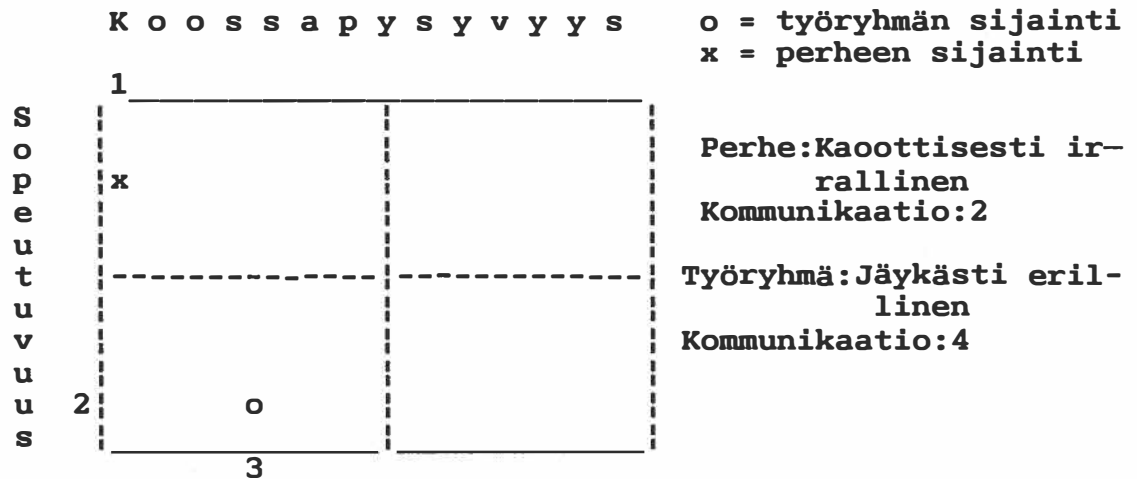 K o o s s a p y s y v y y s
o = työryhmän sijainti
x = perheen sijainti
1
S
o
p
e
u
t
u
v
u
u
s
x
Perhe:Kaoottisesti ir-
rallinen
Kommunikaatio:2
Työryhmä:Jäykästi eril-
linen
Kommunikaatio:4
2
o
3